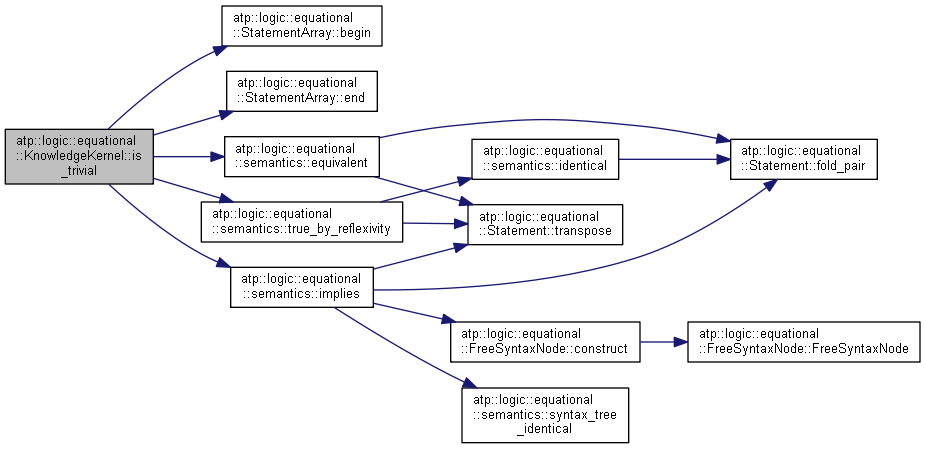 atp::logic::equational
::StatementArray::begin
atp::logic::equational
::StatementArray::end
atp::logic::equational
::KnowledgeKernel::is
_trivial
atp::logic::equational
::semantics::equivalent
atp::logic::equational
::semantics::identical
atp::logic::equational
::Statement::fold_pair
atp::logic::equational
::semantics::true_by_reflexivity
atp::logic::equational
::Statement::transpose
atp::logic::equational
::semantics::implies
atp::logic::equational
::FreeSyntaxNode::construct
atp::logic::equational
::FreeSyntaxNode::FreeSyntaxNode
atp::logic::equational
::semantics::syntax_tree
_identical